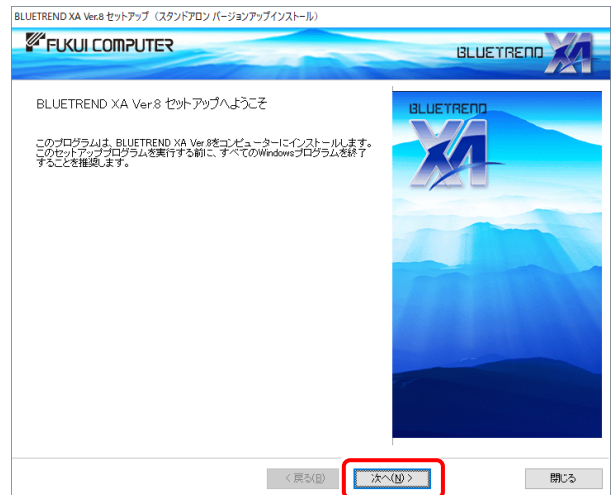 BLUETREND XA Ver.8 セットアップ（スタンドアロン バージョンアップインストール）
FUKUI COMPUTER
BLUETREND XA
BLUETREND XA Ver.8 セットアップへようこそ
BLUETREND
XA
このプログラムは、BLUETREND XA Ver.8をコンピューターにインストールします。
このセットアッププログラムを実行する前に、すべてのWindowsプログラムを終了
することを推奨します。
< 戻る(B)
次へ(N) >
閉じる